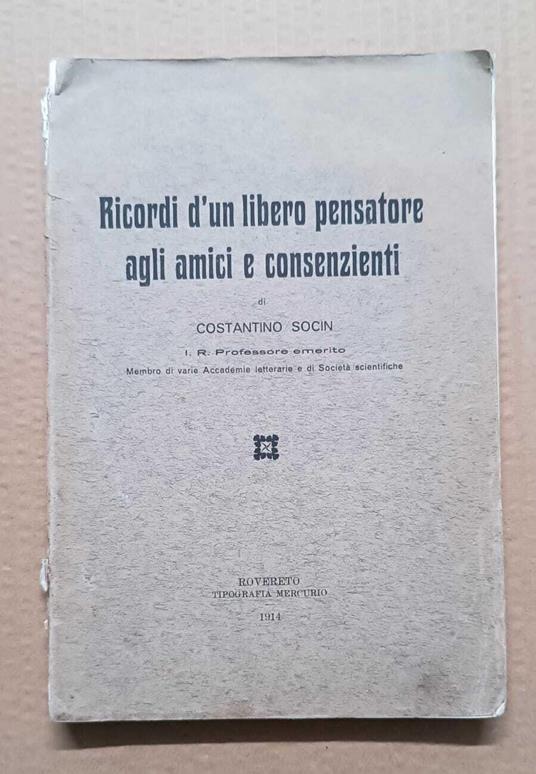 Ricordi d'un libero pensatore
agli amici e consenzienti
di
COSTANTINO SOCIN
I. R. Professore emerito
Membro di varie Accademie letterarie e di Società scientifiche
ROVERETO
TIPOGRAFIA MERCURIO
1914